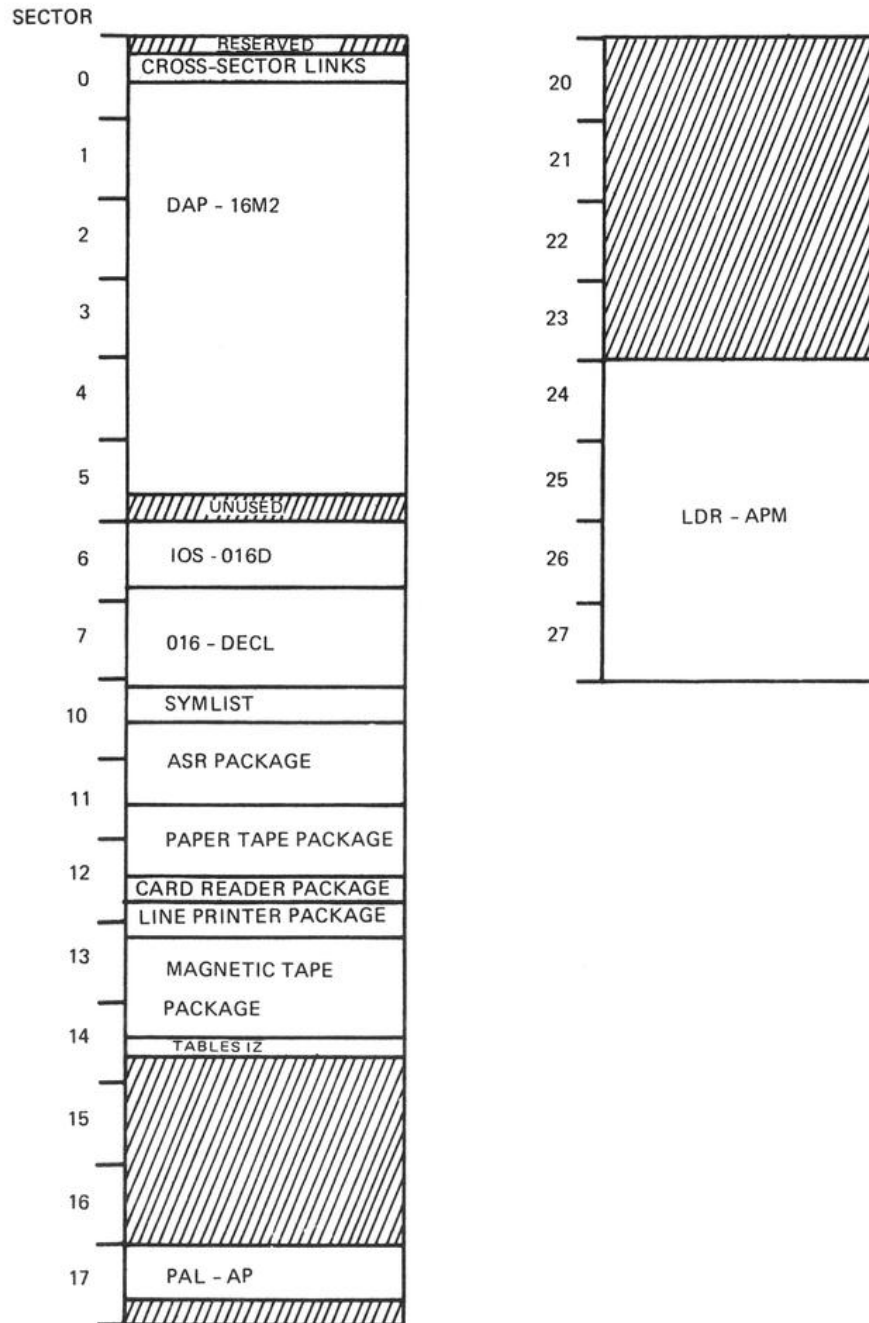 SECTOR
RESERVED
CROSS-SECTOR LINKS
0
1
DAP - 16M2
2
3
4
5
UNUSED
6
IOS - 016D
7
016 - DECL
SYMLIST
10
ASR PACKAGE
11
PAPER TAPE PACKAGE
12
CARD READER PACKAGE
LINE PRINTER PACKAGE
13
MAGNETIC TAPE
PACKAGE
14
TABLES IZ
15
16
17
PAL - AP
20
21
22
23
24
25
LDR - APM
26
27